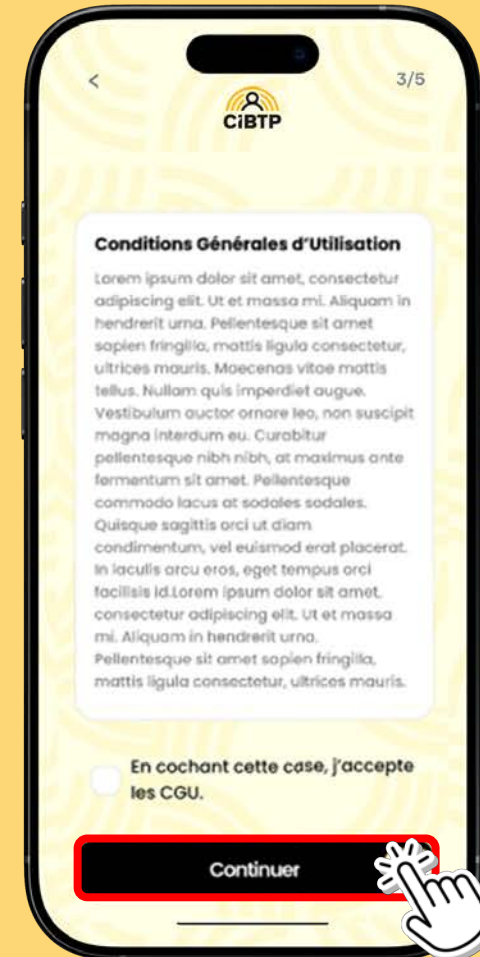 <
3/5
CIBTP
Conditions Générales d'Utilisation
Lorem ipsum dolor sit amet, consectetur
adipiscing elit. Ut et massa mi. Aliquam in
hendrerit urna. Pellentesque sit amet
sapien fringilla, mattis ligula consectetur,
ultrices mauris. Maecenas vitae mattis
tellus. Nullam quis imperdiet augue.
Vestibulum auctor ornare leo, non suscipit
magna interdum eu. Curabitur
pellentesque nibh nibh, at maximus ante
fermentum sit amet. Pellentesque
commodo lacus at sodales sodales.
Quisque sagittis orci ut diam
condimentum, vel euismod erat placerat.
In iaculis arcu eros, eget tempus orci
facilisis id.Lorem ipsum dolor sit amet,
consectetur adipiscing elit. Ut et massa
mi. Aliquam in hendrerit urna.
Pellentesque sit amet sapien fringilla,
mattis ligula consectetur, ultrices mauris.
En cochant cette case, j'accepte
les CGU.
Continuer